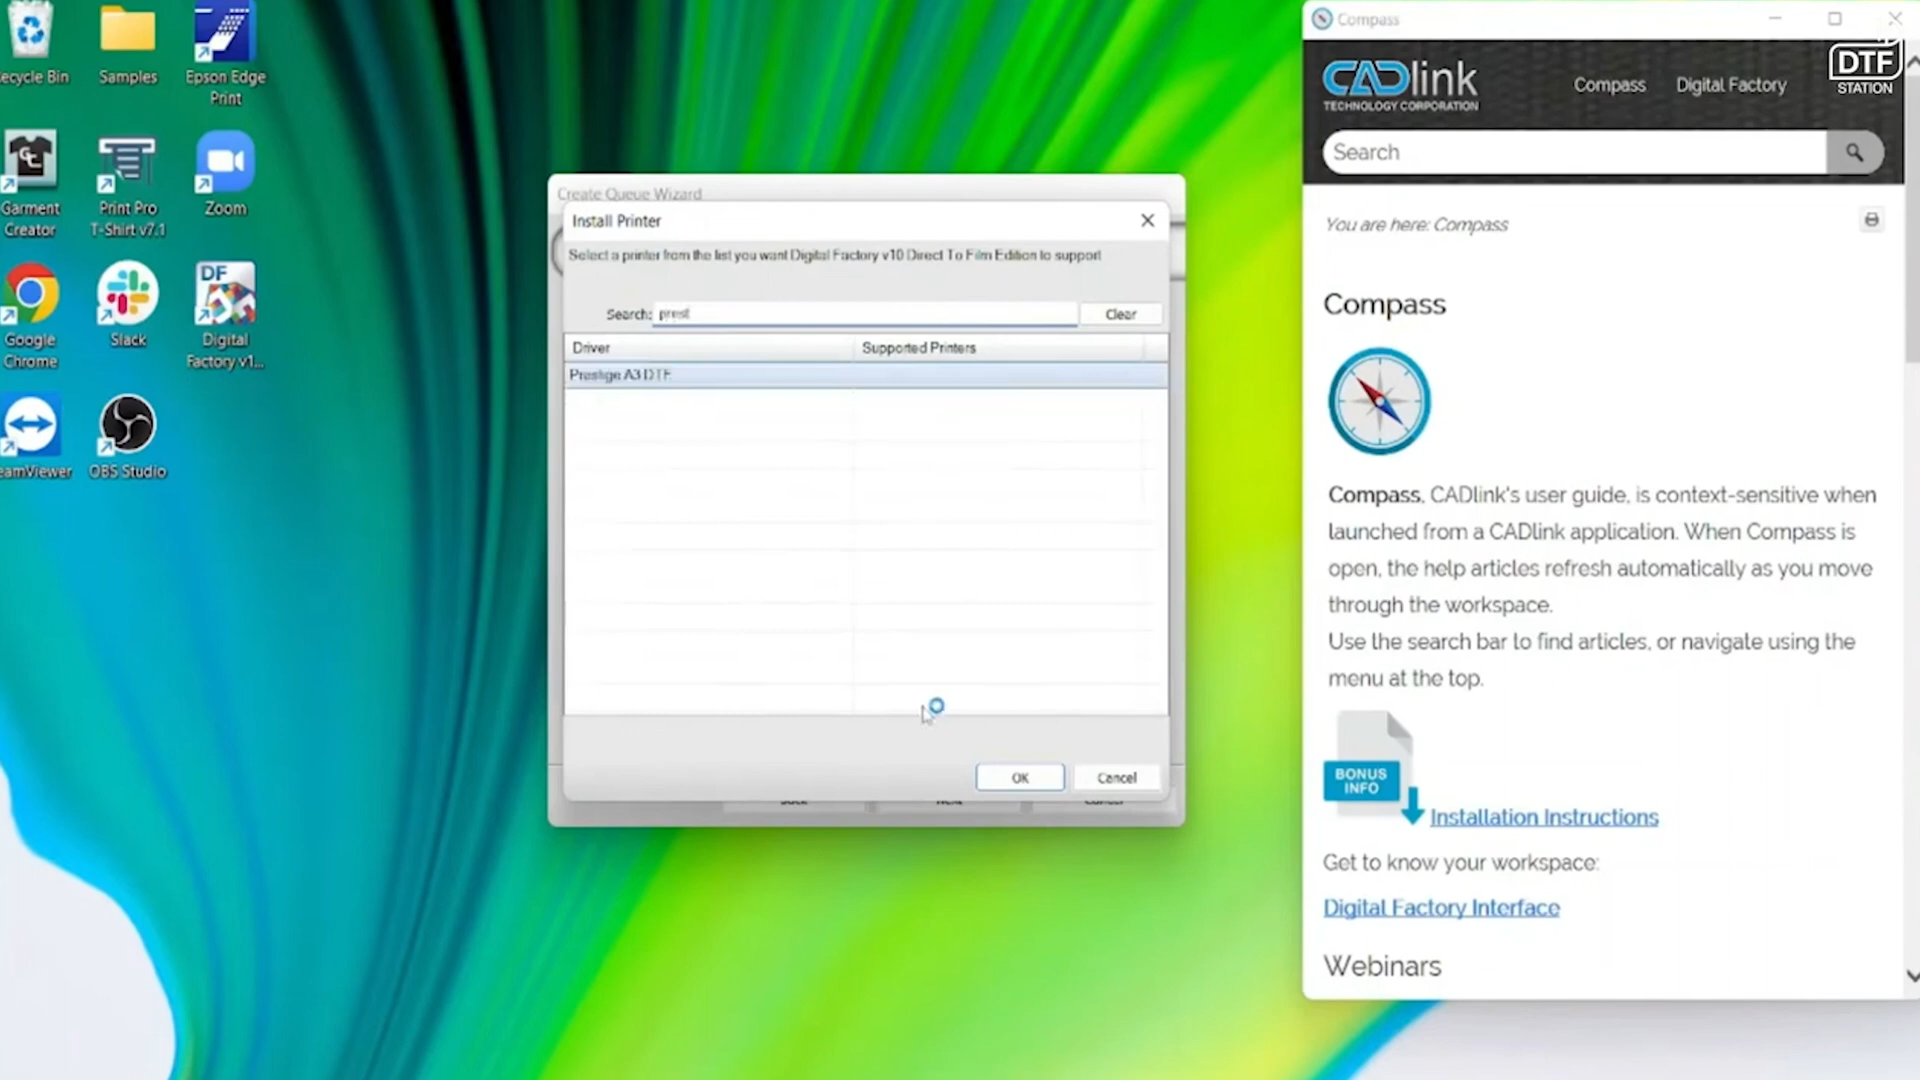 ecycle Bin
Samples
Epson Edge
Print
Garment
Creator
Print Pro
T-Shirt v7.1
Zoom
Google
Chrome
Slack
DF
Digital
Factory v1...
eamViewer
OBS Studio
Create Queue Wizard
Install Printer
Select a printer from the list you want Digital Factory v10 Direct To Film Edition to support
Search: prest
Clear
Driver
Supported Printers
Prestige A3 DTF
OK
Cancel
Compass
CADlink
TECHNOLOGY CORPORATION
Compass
Digital Factory
DTF
STATION
Search
You are here: Compass
Compass
Compass, CADlink's user guide, is context-sensitive when
launched from a CADlink application. When Compass is
open, the help articles refresh automatically as you move
through the workspace.
Use the search bar to find articles, or navigate using the
menu at the top.
BONUS
INFO
Installation Instructions
Get to know your workspace:
Digital Factory Interface
Webinars